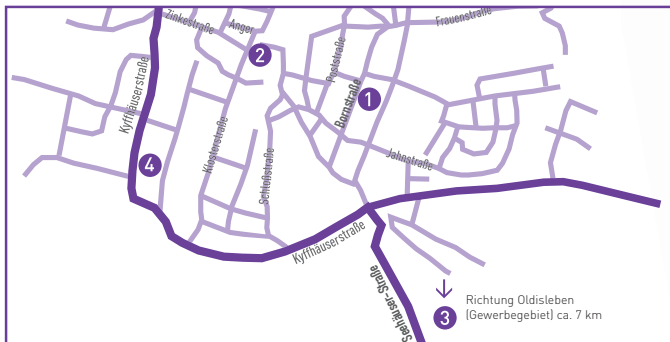 Zinkestraße
Anger
Frauenstraße
2
Poststraße
Kyffhäuserstraße
1
Bornstraße
Klosterstraße
4
Schloßstraße
Jahnstraße
Kyffhäuserstraße
Seehäuser-Straße
3
Richtung Oldisleben
(Gewerbegebiet) ca. 7 km